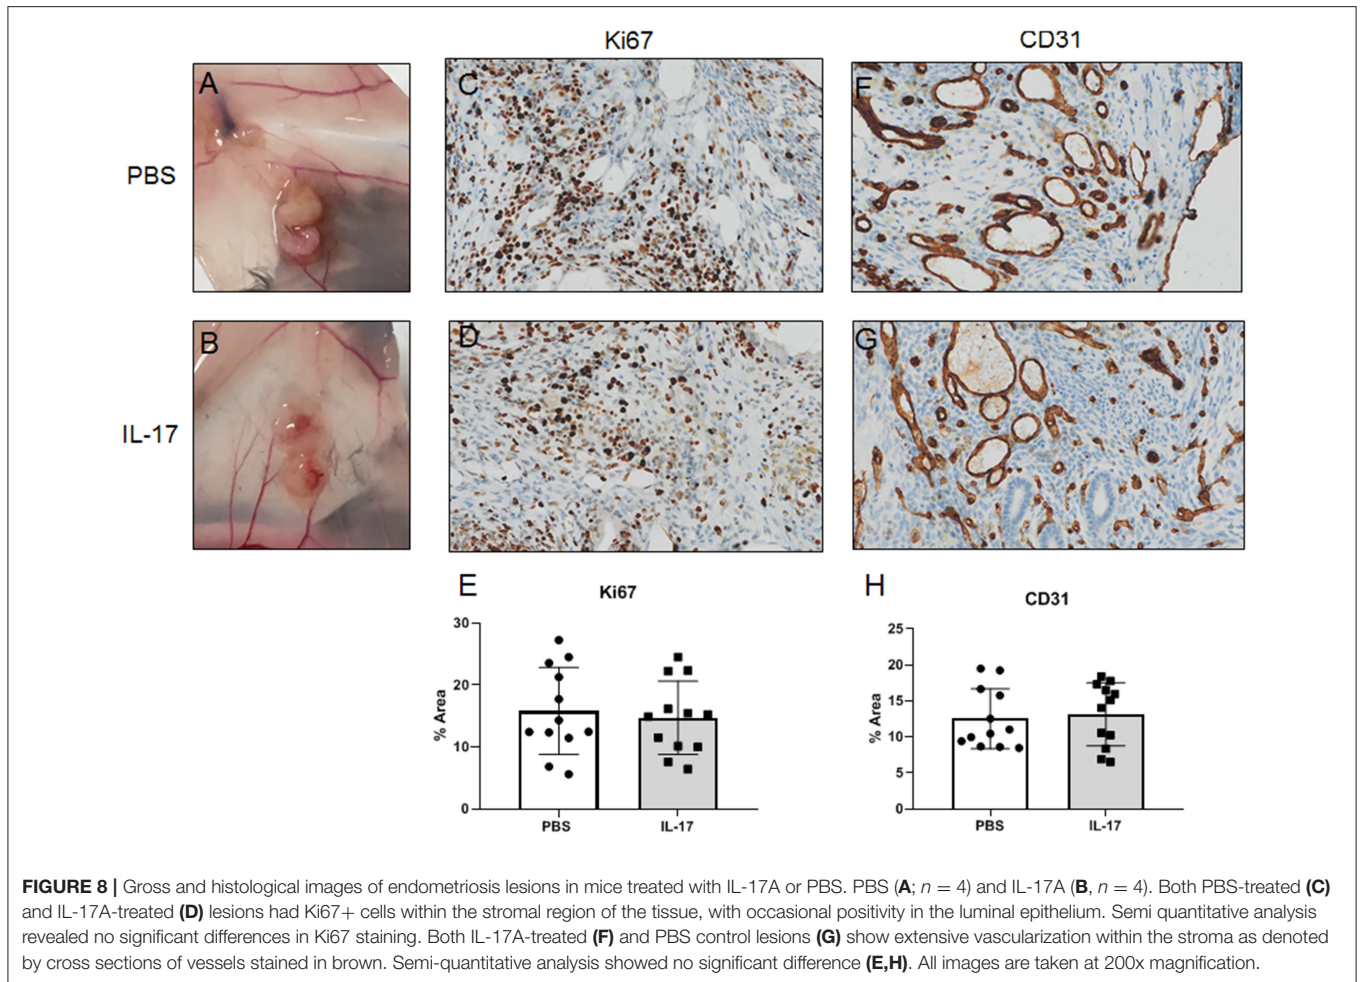 Ki67
CD31
A
C
F
PBS
B
D
G
IL-17
E
Ki67
30
20
10
0
% Area
PBS
IL-17
H
CD31
25
20
15
10
5
0
% Area
PBS
IL-17
FIGURE 8 | Gross and histological images of endometriosis lesions in mice treated with IL-17A or PBS. PBS (A; n = 4) and IL-17A (B, n = 4). Both PBS-treated (C)
and IL-17A-treated (D) lesions had Ki67+ cells within the stromal region of the tissue, with occasional positivity in the luminal epithelium. Semi quantitative analysis
revealed no significant differences in Ki67 staining. Both IL-17A-treated (F) and PBS control lesions (G) show extensive vascularization within the stroma as denoted
by cross sections of vessels stained in brown. Semi-quantitative analysis showed no significant difference (E,H). All images are taken at 200x magnification.